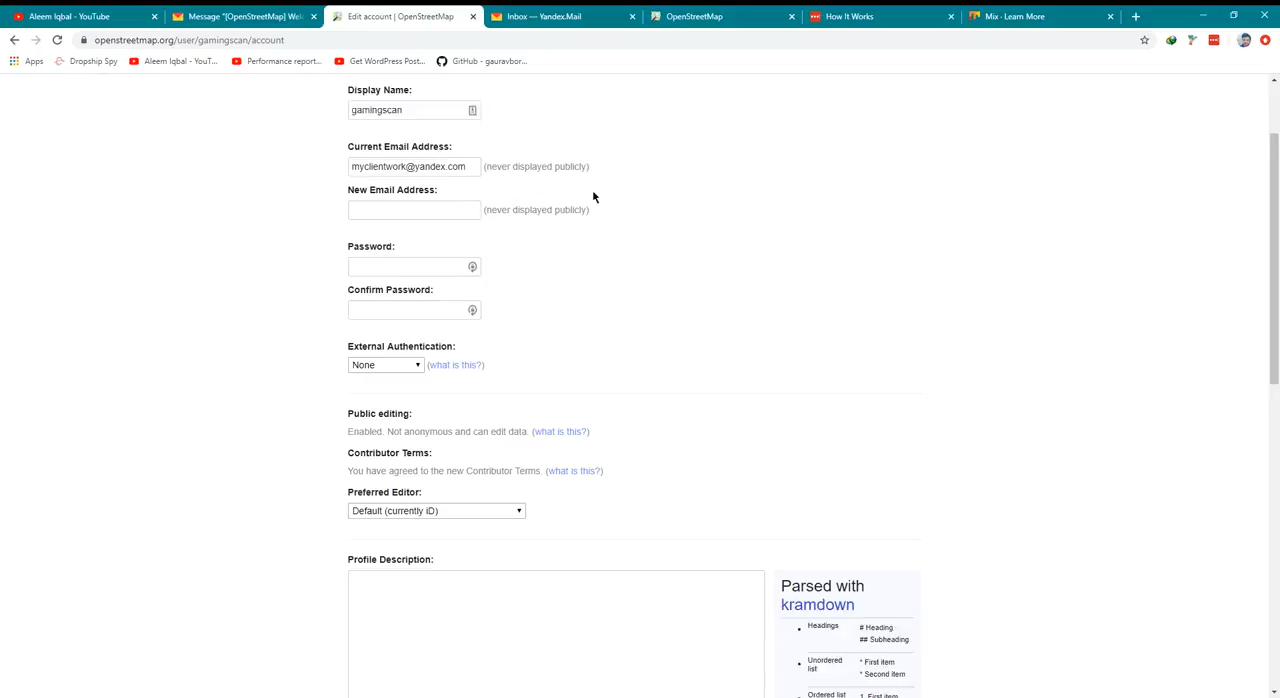 Aleem Iqbal - YouTube
Message "[OpenStreetMap] Wel
Edit account | OpenStreetMap
Inbox — Yandex.Mail
OpenStreetMap
How It Works
Mix · Learn More
openstreetmap.org/user/gamingscan/account
Apps
Dropship Spy
Aleem Iqbal - YouT...
Performance report...
Get WordPress Post...
GitHub - gauravbor...
Display Name:
gamingscan
Current Email Address:
myclientwork@yandex.com (never displayed publicly)
New Email Address:
(never displayed publicly)
Password:
Confirm Password:
External Authentication:
None (what is this?)
Public editing:
Enabled. Not anonymous and can edit data. (what is this?)
Contributor Terms:
You have agreed to the new Contributor Terms. (what is this?)
Preferred Editor:
Default (currently iD)
Profile Description:
Parsed with
kramdown
Headings
# Heading
## Subheading
Unordered
list
* First item
* Second item
Ordered list
1. First item